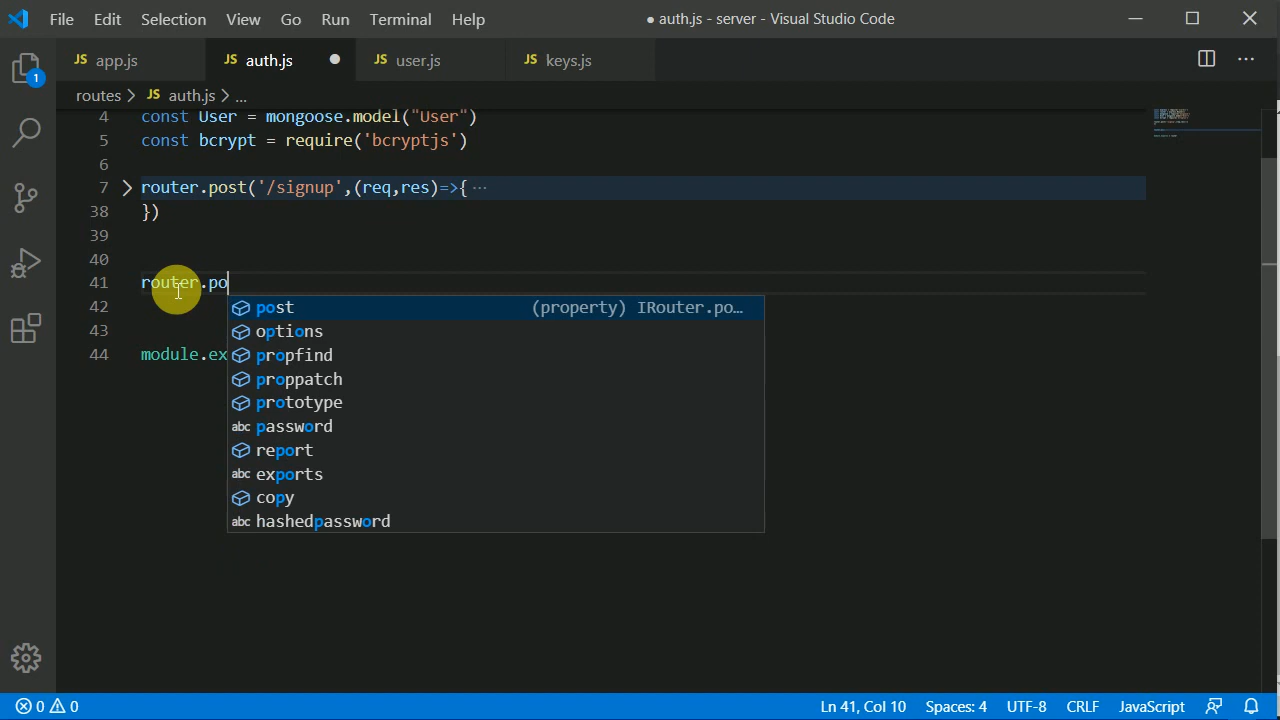 File Edit Selection View Go Run Terminal Help ● auth.js - server - Visual Studio Code
JS app.js JS auth.js JS user.js JS keys.js
routes > JS auth.js > ...
1
4 const User = mongoose.model("User")
5 const bcrypt = require('bcryptjs')
6
7 router.post('/signup',(req,res)=>{ ···
38 })
39
40
41 router.po
post (property) IRouter.po…
42
options
43
propfind
44 module.ex
proppatch
prototype
abc password
report
abc exports
copy
abc hashedpassword
0 0 Ln 41, Col 10 Spaces: 4 UTF-8 CRLF JavaScript